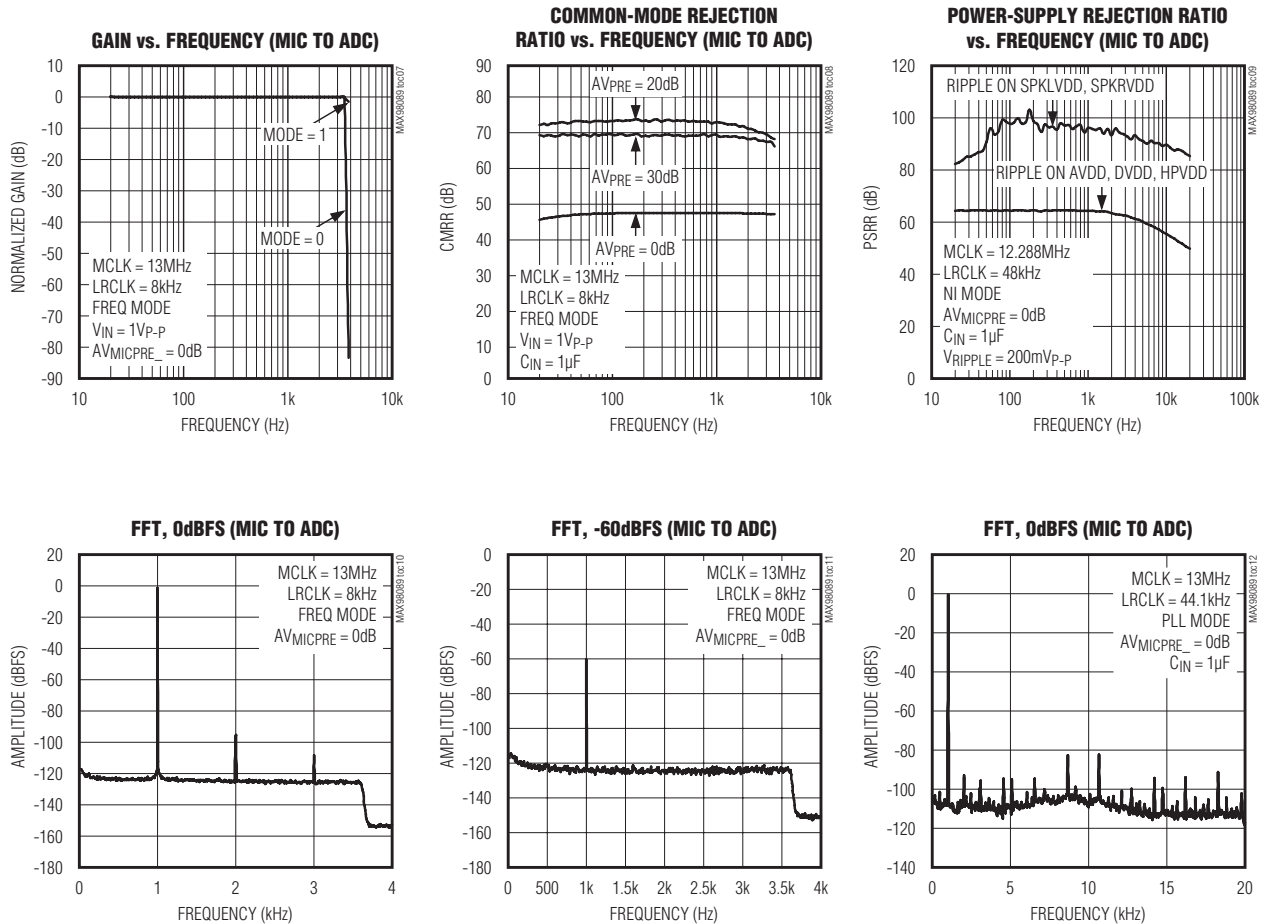 GAIN vs. FREQUENCY (MIC TO ADC)
MAX98089 toc07
NORMALIZED GAIN (dB)
10
0
-10
-20
-30
-40
-50
-60
-70
-80
-90
MODE = 1
MODE = 0
MCLK = 13MHz
LRCLK = 8kHz
FREQ MODE
VIN = 1VP-P
AVMICPRE_ = 0dB
10
100
1k
10k
FREQUENCY (Hz)
COMMON-MODE REJECTION
RATIO vs. FREQUENCY (MIC TO ADC)
MAX98089 toc08
CMRR (dB)
90
80
70
60
50
40
30
20
10
0
AVPRE = 20dB
AVPRE = 30dB
AVPRE = 0dB
MCLK = 13MHz
LRCLK = 8kHz
FREQ MODE
VIN = 1VP-P
CIN = 1µF
10
100
1k
10k
FREQUENCY (Hz)
POWER-SUPPLY REJECTION RATIO
vs. FREQUENCY (MIC TO ADC)
MAX98089 toc09
PSRR (dB)
120
100
80
60
40
20
0
RIPPLE ON SPKLVDD, SPKRVDD
RIPPLE ON AVDD, DVDD, HPVDD
MCLK = 12.288MHz
LRCLK = 48kHz
NI MODE
AVMICPRE = 0dB
CIN = 1µF
VRIPPLE = 200mVP-P
10
100
1k
10k
100k
FREQUENCY (Hz)
FFT, 0dBFS (MIC TO ADC)
MAX98089 toc10
AMPLITUDE (dBFS)
20
0
-20
-40
-60
-80
-100
-120
-140
-160
-180
MCLK = 13MHz
LRCLK = 8kHz
FREQ MODE
AVMICPRE = 0dB
0
1
2
3
4
FREQUENCY (kHz)
FFT, -60dBFS (MIC TO ADC)
MAX98089 toc11
AMPLITUDE (dBFS)
0
-20
-40
-60
-80
-100
-120
-140
-160
-180
MCLK = 13MHz
LRCLK = 8kHz
FREQ MODE
AVMICPRE_ = 0dB
0
500
1k
1.5k
2k
2.5k
3k
3.5k
4k
FREQUENCY (Hz)
FFT, 0dBFS (MIC TO ADC)
MAX98089 toc12
AMPLITUDE (dBFS)
20
0
-20
-40
-60
-80
-100
-120
-140
MCLK = 13MHz
LRCLK = 44.1kHz
PLL MODE
AVMICPRE_ = 0dB
CIN = 1µF
0
5
10
15
20
FREQUENCY (kHz)